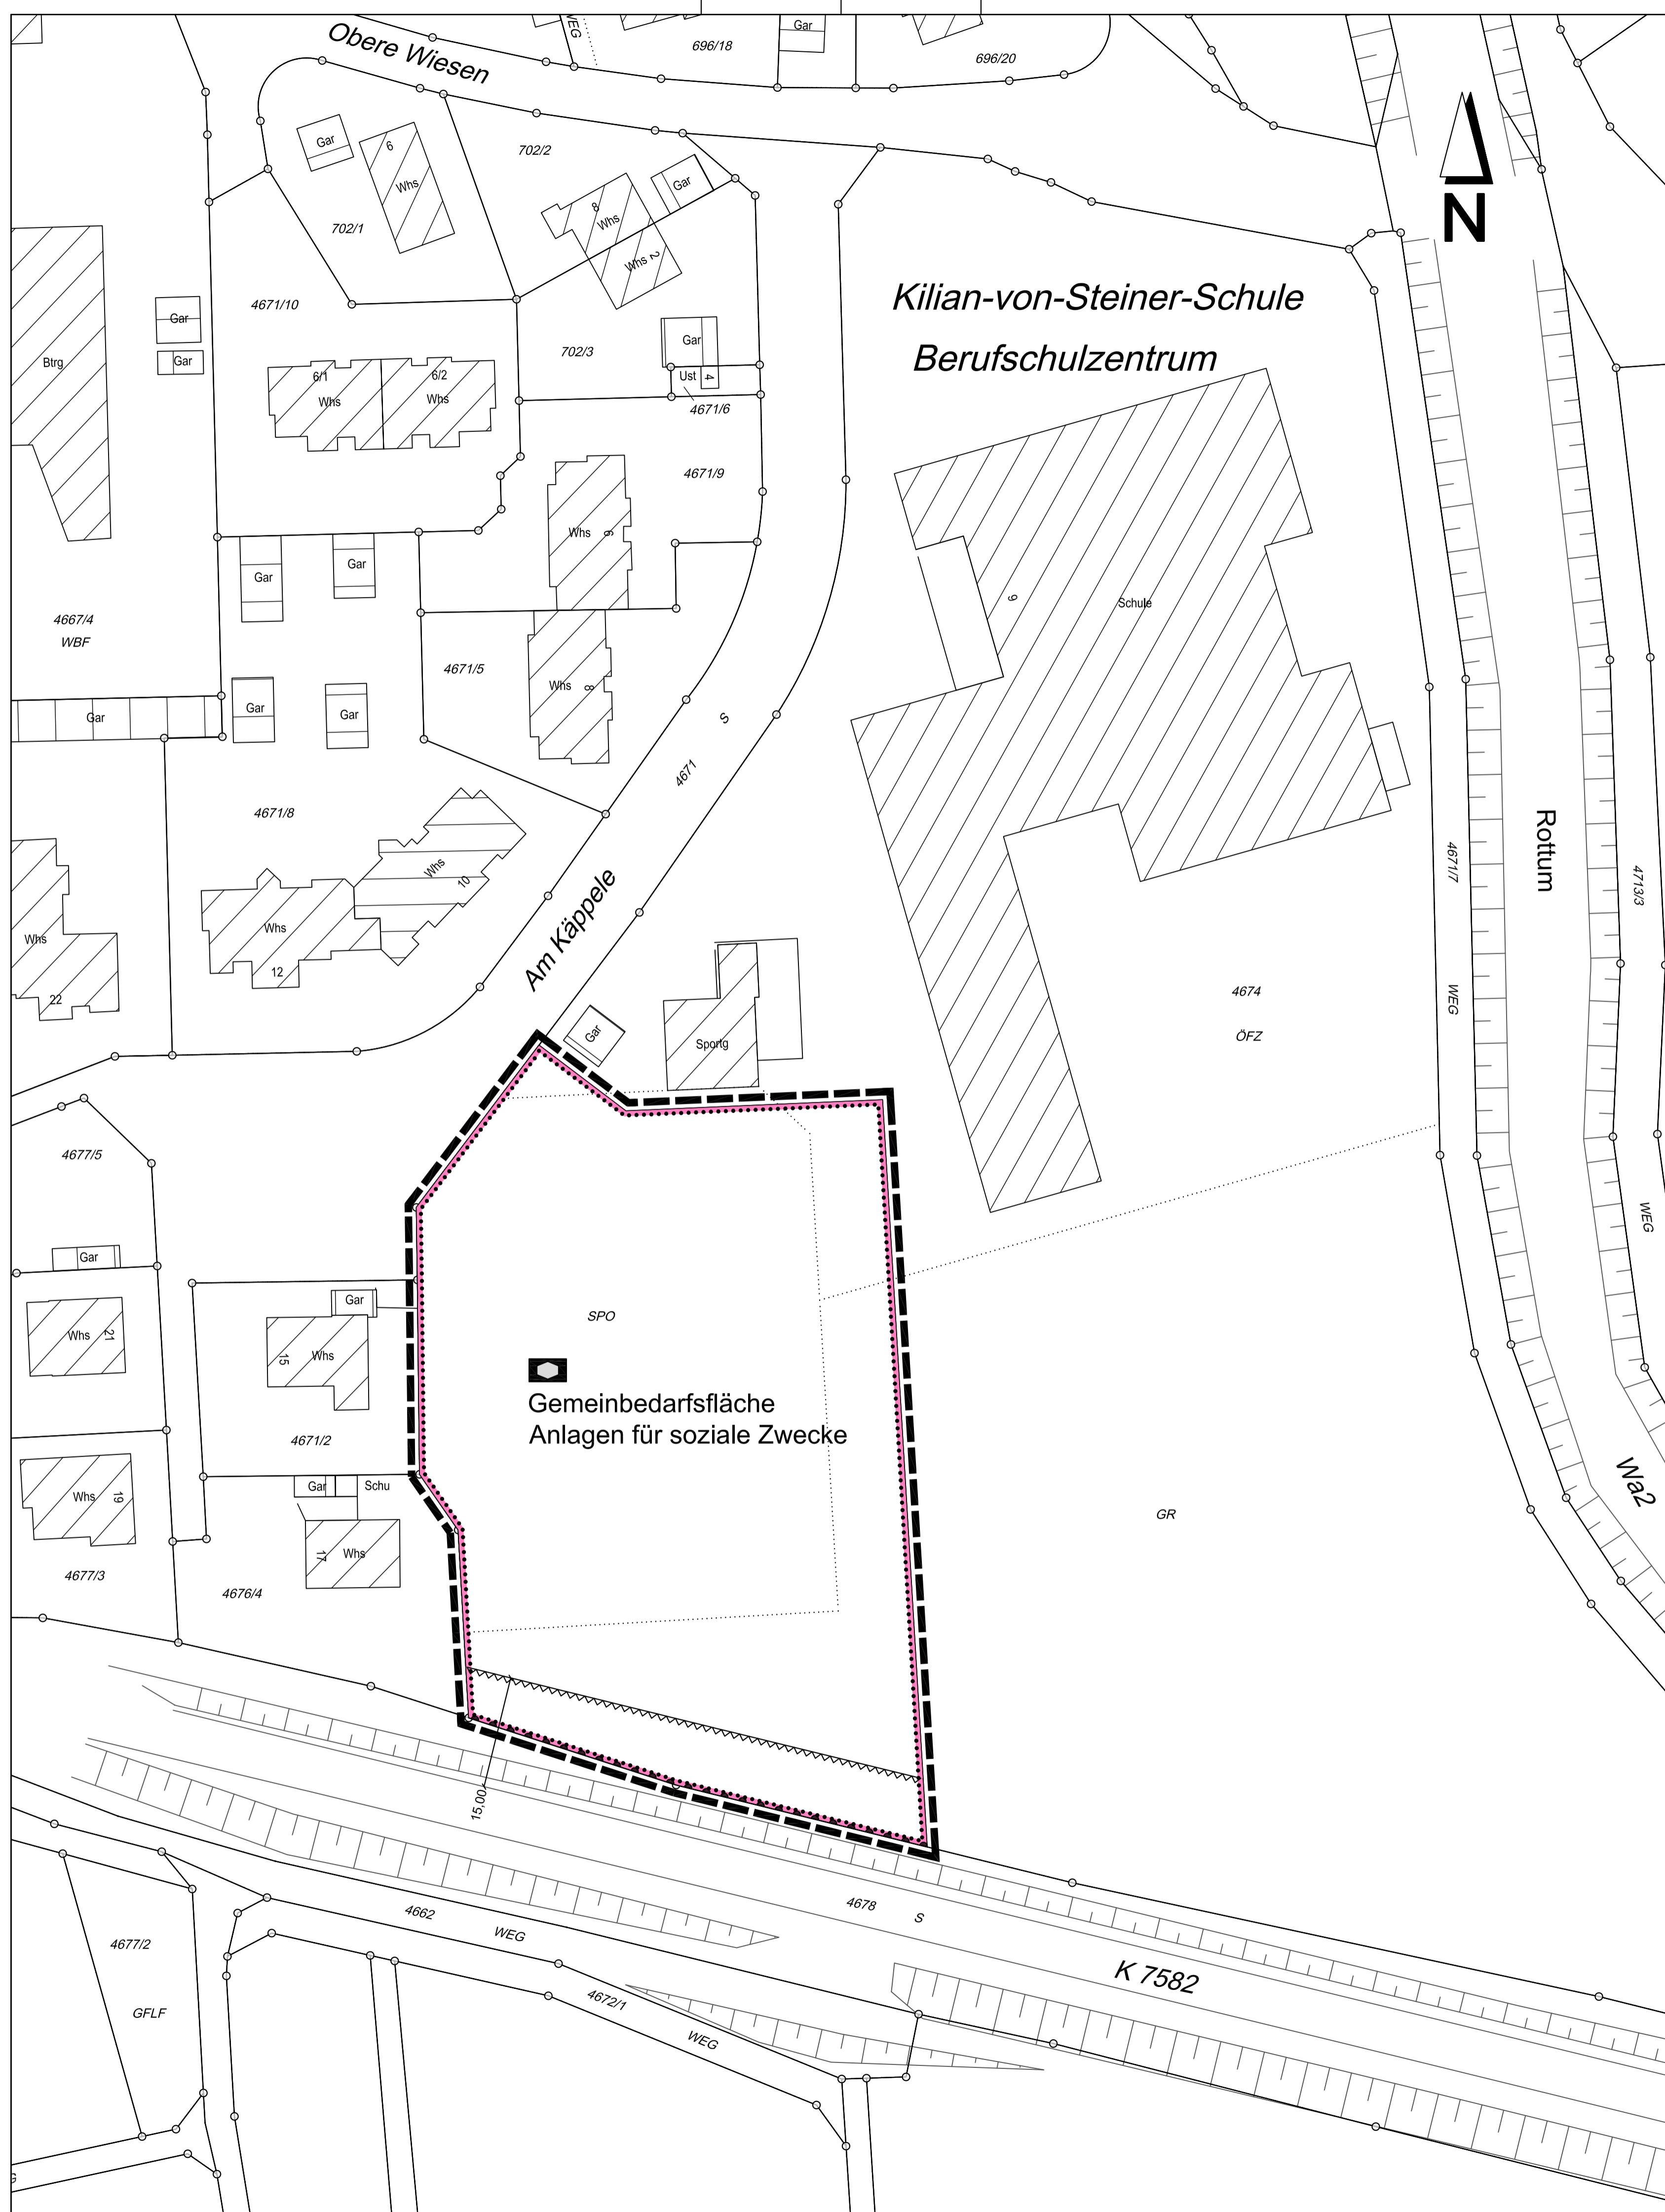 WEG
Gar
696/18
696/20
Obere Wiesen
Gar
6
Whs
702/2
Gar
8
Whs
702/1
Whs 2
N
Kilian-von-Steiner-Schule
Berufschulzentrum
4671/10
Gar
Gar
Btrg
702/3
Gar
Ust
4
4671/6
6/1
Whs
6/2
Whs
4671/9
Whs 6
Gar
Gar
9
Schule
4667/4
WBF
4671/5
Whs 8
Gar
Gar
Gar
S
4671
4671/8
Whs
10
Whs
12
Whs
22
Am Käppele
Rottum
4671/7
WEG
4713/3
WEG
4674
ÖFZ
Gar
Sportg
4677/5
Gar
Whs 21
Gar
15
Whs
4671/2
SPO
Gemeinbedarfsfläche
Anlagen für soziale Zwecke
Gar
Schu
Whs 19
17
Whs
4677/3
4676/4
GR
Wa2
15,00
4678
S
4662
WEG
K 7582
4677/2
GFLF
4672/1
WEG